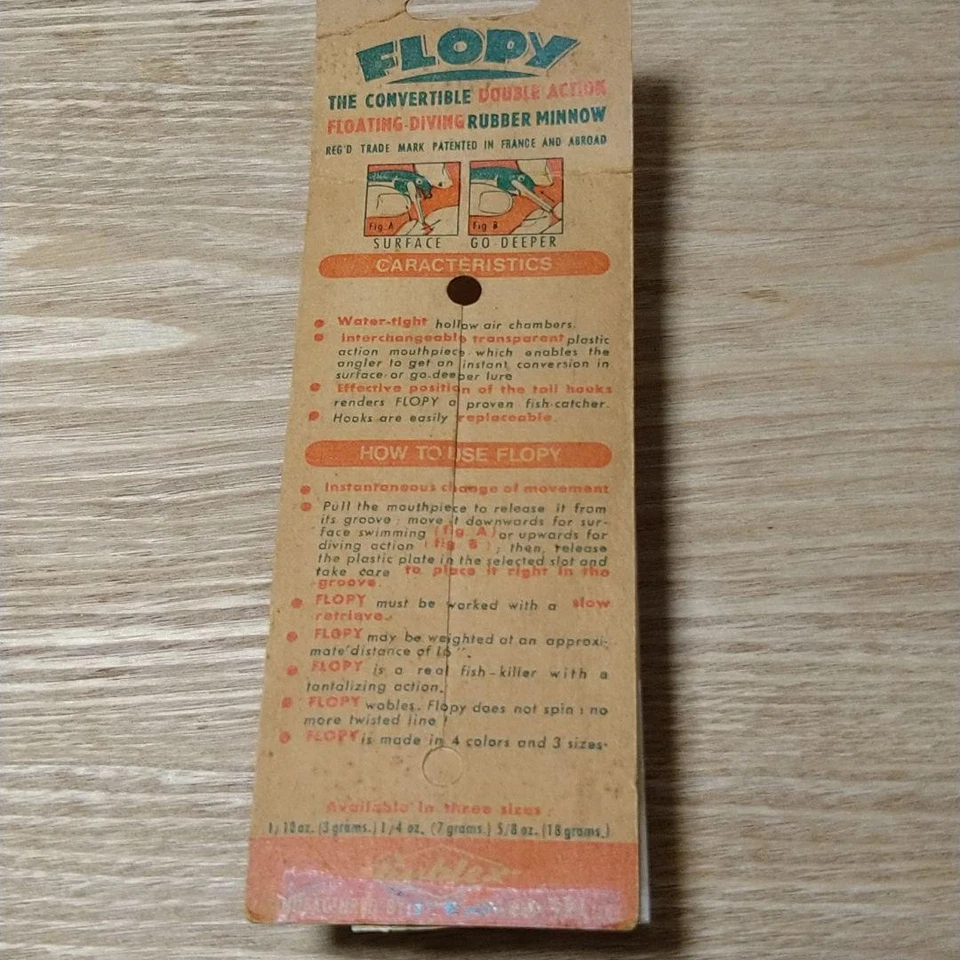 FLOPY
THE CONVERTIBLE DOUBLE ACTION
FLOATING-DIVING RUBBER MINNOW
REG'D TRADE MARK PATENTED IN FRANCE AND ABROAD
Fig. A Fig. B
SURFACE GO DEEPER
CARACTERISTICS
Water-tight hollow air chambers.
Interchangeable transparent plastic
action mouthpiece which enables the
angler to get an instant conversion in
surface or go-deeper lure
Effective position of the tail hooks
renders FLOPY a proven fish-catcher.
Hooks are easily replaceable.
HOW TO USE FLOPY
Instantaneous change of movement
Pull the mouthpiece to release it from
its groove ; move it downwards for sur-
face swimming (fig. A) or upwards for
diving action (fig. B) ; then, release
the plastic plate in the selected slot and
take care to place it right in the
groove.
FLOPY must be worked with a slow
retrieve.
FLOPY may be weighted at an approxi-
mate distance of 15".
FLOPY is a real fish-killer with a
tantalizing action.
FLOPY wobles. Flopy does not spin : no
more twisted line !
FLOPY is made in 4 colors and 3 sizes.
Available in three sizes :
1/10 oz. (3 grams.) 1/4 oz. (7 grams.) 5/8 oz. (18 grams.)
Rublex